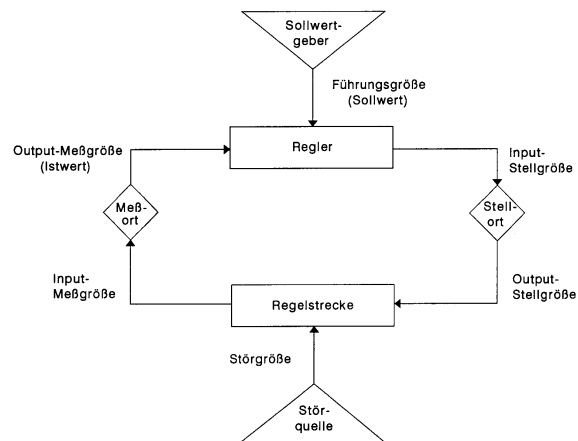 Sollwert-
geber
Führungsgröße
(Sollwert)
Output-Meßgröße
(Istwert)
Regler
Input-
Stellgröße
Meß-
ort
Stell-
ort
Input-
Meßgröße
Regelstrecke
Output-
Stellgröße
Störgröße
Stör-
quelle